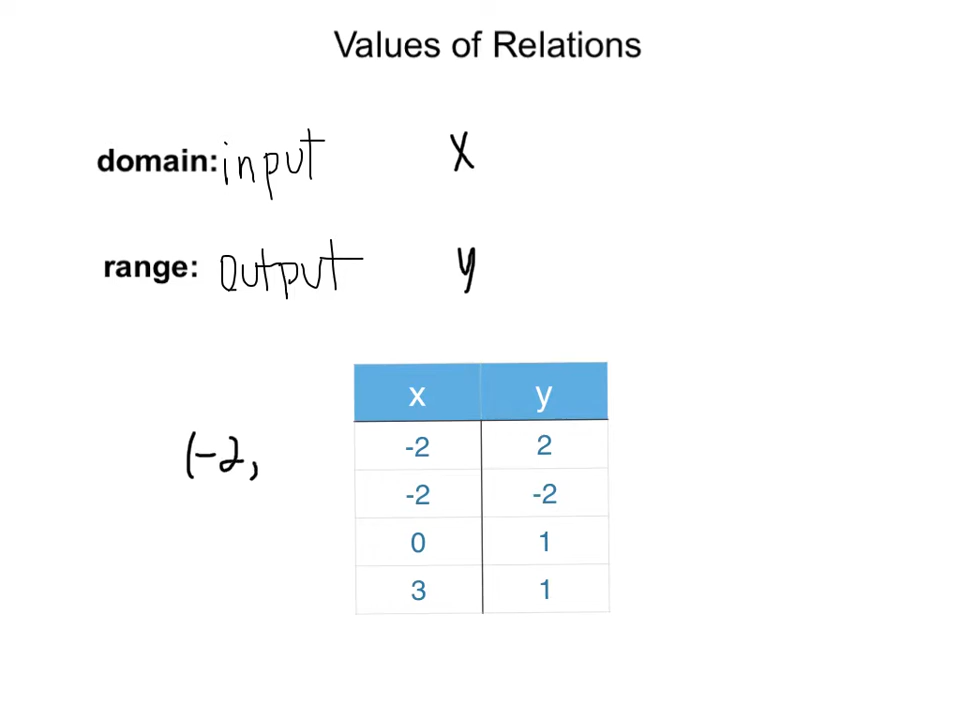 Values of Relations
domain: input x
range: output y
x y
-2 2
(-2,
-2 -2
0 1
3 1